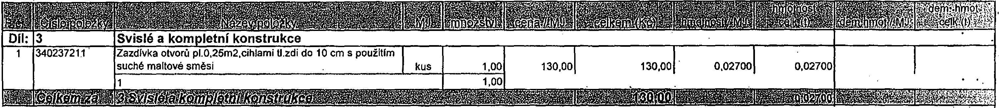 P.č. Číslo položky Název položky MJ množství cena / MJ celkem (Kč) hmotnost / MJ hmotnost celk.(t) dem.hmot / MJ dem. hmot. celk.(t)
Díl: 3 Svislé a kompletní konstrukce
1 340237211 Zazdívka otvorů pl.0,25m2,cihlami tl.zdi do 10 cm s použitím
suché maltové směsi kus 1,00 130,00 130,00 0,02700 0,02700
1 1,00
Celkem za 3 Svislé a kompletní konstrukce 130,00 0,02700